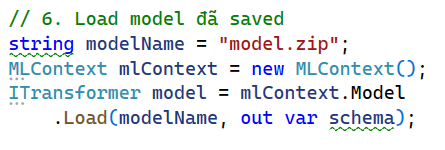 // 6. Load model đã saved
string modelName = "model.zip";
MLContext mlContext = new MLContext();
ITransformer model = mlContext.Model
    .Load(modelName, out var schema);